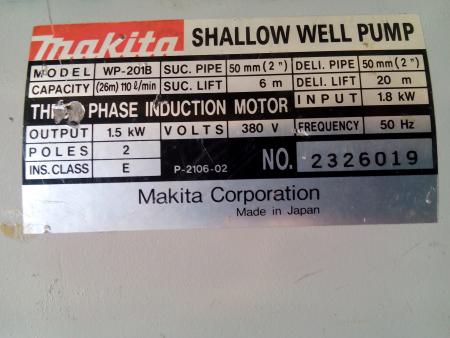 makita SHALLOW WELL PUMP
MODEL WP-201B SUC. PIPE 50 mm (2") DELI. PIPE 50 mm (2")
CAPACITY (26m) 110 ℓ/min SUC. LIFT 6 m DELI. LIFT 20 m
PHASE INDUCTION MOTOR INPUT 1.8 kW
OUTPUT 1.5 kW VOLTS 380 V FREQUENCY 50 Hz
POLES 2
INS. CLASS E P-2106-02 NO. 2326019
Makita Corporation
Made in Japan